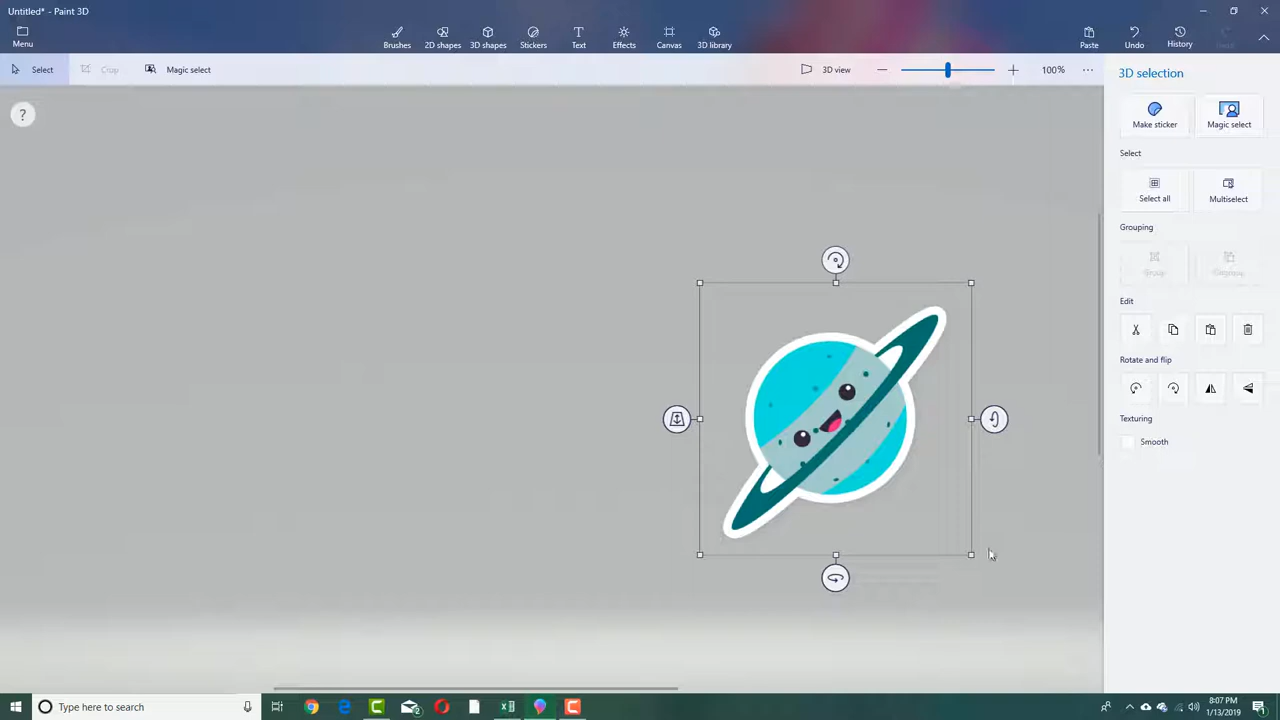 Untitled* - Paint 3D
Menu
Brushes
2D shapes
3D shapes
Stickers
Text
Effects
Canvas
3D library
Paste
Undo
History
Select
Crop
Magic select
3D view
100%
?
3D selection
Make sticker
Magic select
Select
Select all
Multiselect
Grouping
Group
Edit
Rotate and flip
Texturing
Smooth
Type here to search
8:07 PM
1/13/2019